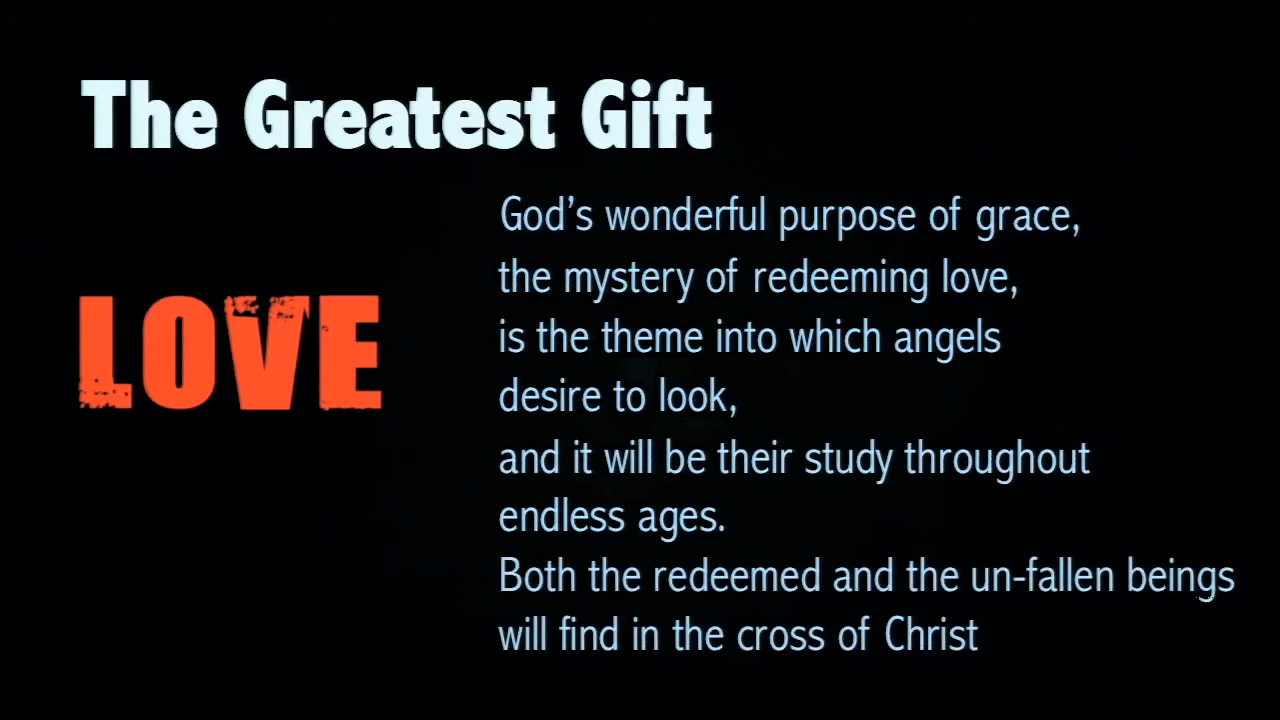 The Greatest Gift
LOVE
God's wonderful purpose of grace,
the mystery of redeeming love,
is the theme into which angels
desire to look,
and it will be their study throughout
endless ages.
Both the redeemed and the un-fallen beings
will find in the cross of Christ